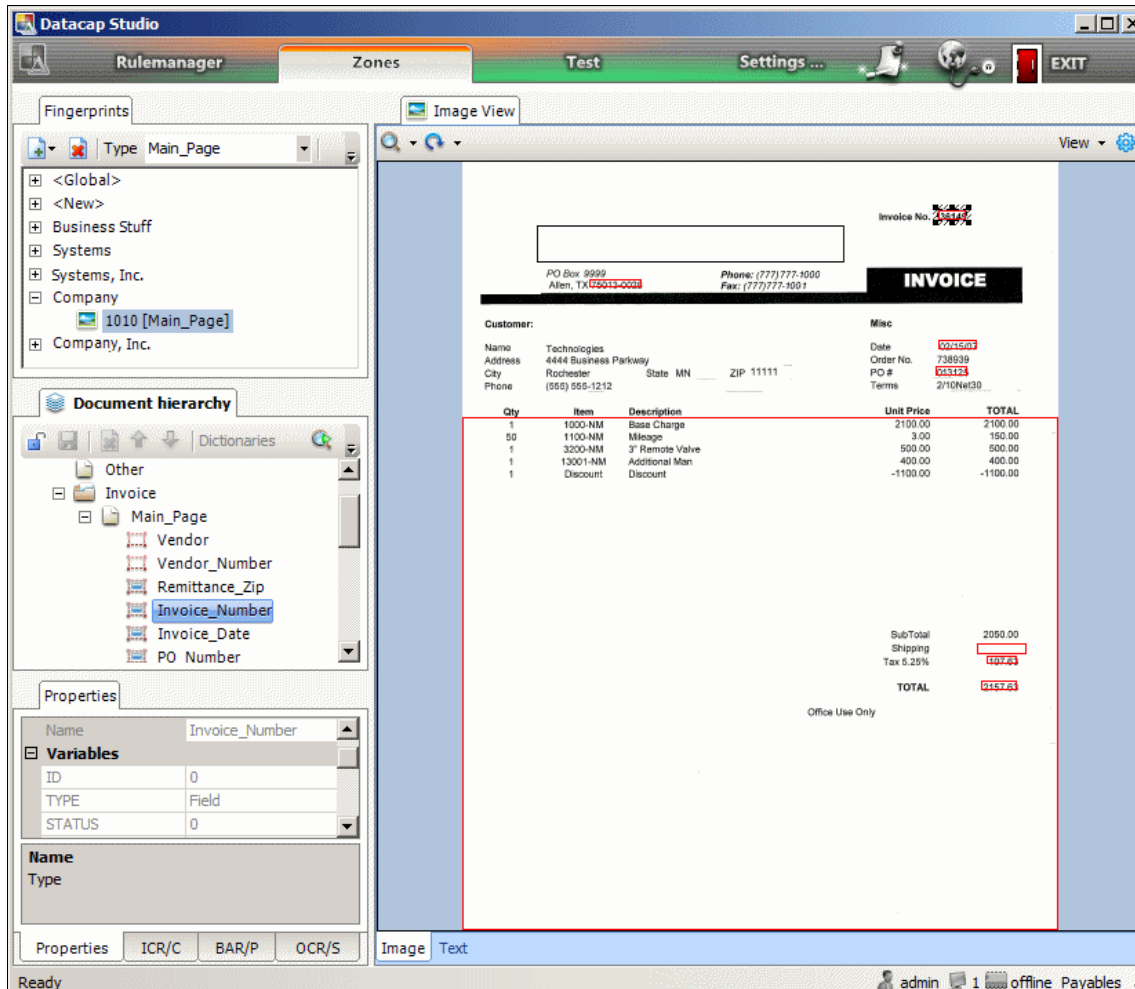 Datacap Studio
Rulemanager Zones Test Settings ... EXIT
Fingerprints
Type Main_Page
<Global>
<New>
Business Stuff
Systems
Systems, Inc.
Company
1010 [Main_Page]
Company, Inc.
Document hierarchy
Dictionaries
Other
Invoice
Main_Page
Vendor
Vendor_Number
Remittance_Zip
Invoice_Number
Invoice_Date
PO_Number
Properties
Name Invoice_Number
Variables
ID 0
TYPE Field
STATUS 0
Name
Type
Properties ICR/C BAR/P OCR/S
Image View
View
Invoice No.
PO Box 9999 Phone: (777)777-1000
Allen, TX Fax: (777)777-1001
INVOICE
Customer: Misc
Name Technologies Date 02/15/07
Address 4444 Business Parkway Order No. 738939
City Rochester State MN ZIP 11111 PO # 013125
Phone (555) 555-1212 Terms 2/10Net30
Qty Item Description Unit Price TOTAL
1 1000-NM Base Charge 2100.00 2100.00
50 1100-NM Mileage 3.00 150.00
1 3200-NM 3" Remote Valve 500.00 500.00
1 13001-NM Additional Man 400.00 400.00
1 Discount Discount -1100.00 -1100.00
SubTotal 2050.00
Shipping
Tax 5.25% 107.63
TOTAL 2157.63
Office Use Only
Image Text
Ready admin 1 offline Payables